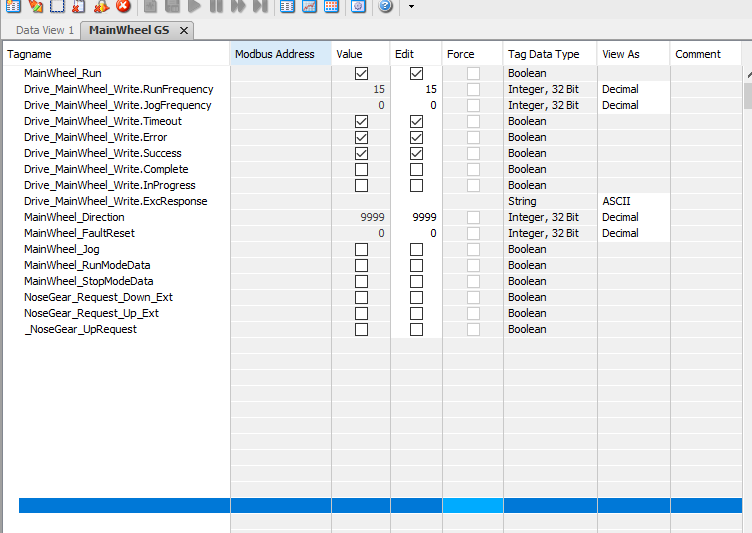 Data View 1 MainWheel GS
Tagname Modbus Address Value Edit Force Tag Data Type View As Comment
MainWheel_Run Boolean
Drive_MainWheel_Write.RunFrequency 15 15 Integer, 32 Bit Decimal
Drive_MainWheel_Write.JogFrequency 0 0 Integer, 32 Bit Decimal
Drive_MainWheel_Write.Timeout Boolean
Drive_MainWheel_Write.Error Boolean
Drive_MainWheel_Write.Success Boolean
Drive_MainWheel_Write.Complete Boolean
Drive_MainWheel_Write.InProgress Boolean
Drive_MainWheel_Write.ExcResponse String ASCII
MainWheel_Direction 9999 9999 Integer, 32 Bit Decimal
MainWheel_FaultReset 0 0 Integer, 32 Bit Decimal
MainWheel_Jog Boolean
MainWheel_RunModeData Boolean
MainWheel_StopModeData Boolean
NoseGear_Request_Down_Ext Boolean
NoseGear_Request_Up_Ext Boolean
_NoseGear_UpRequest Boolean